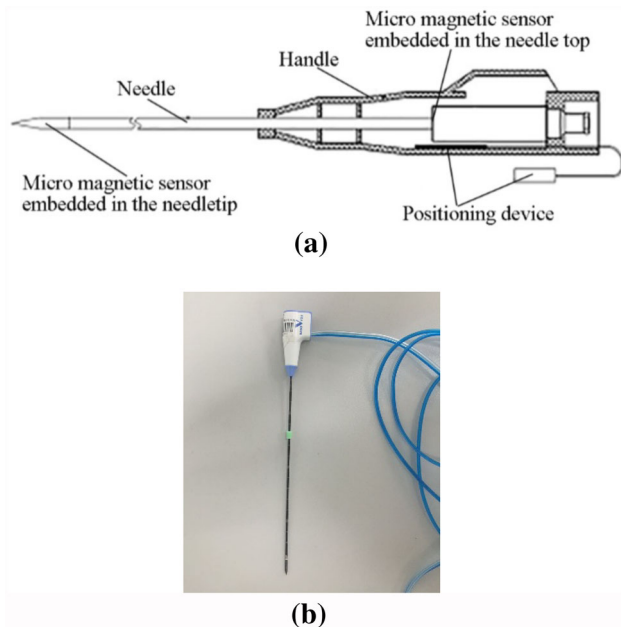 Micro magnetic sensor
embedded in the needle top
Handle
Needle
Micro magnetic sensor
embedded in the needletip
Positioning device
(a)
(b)